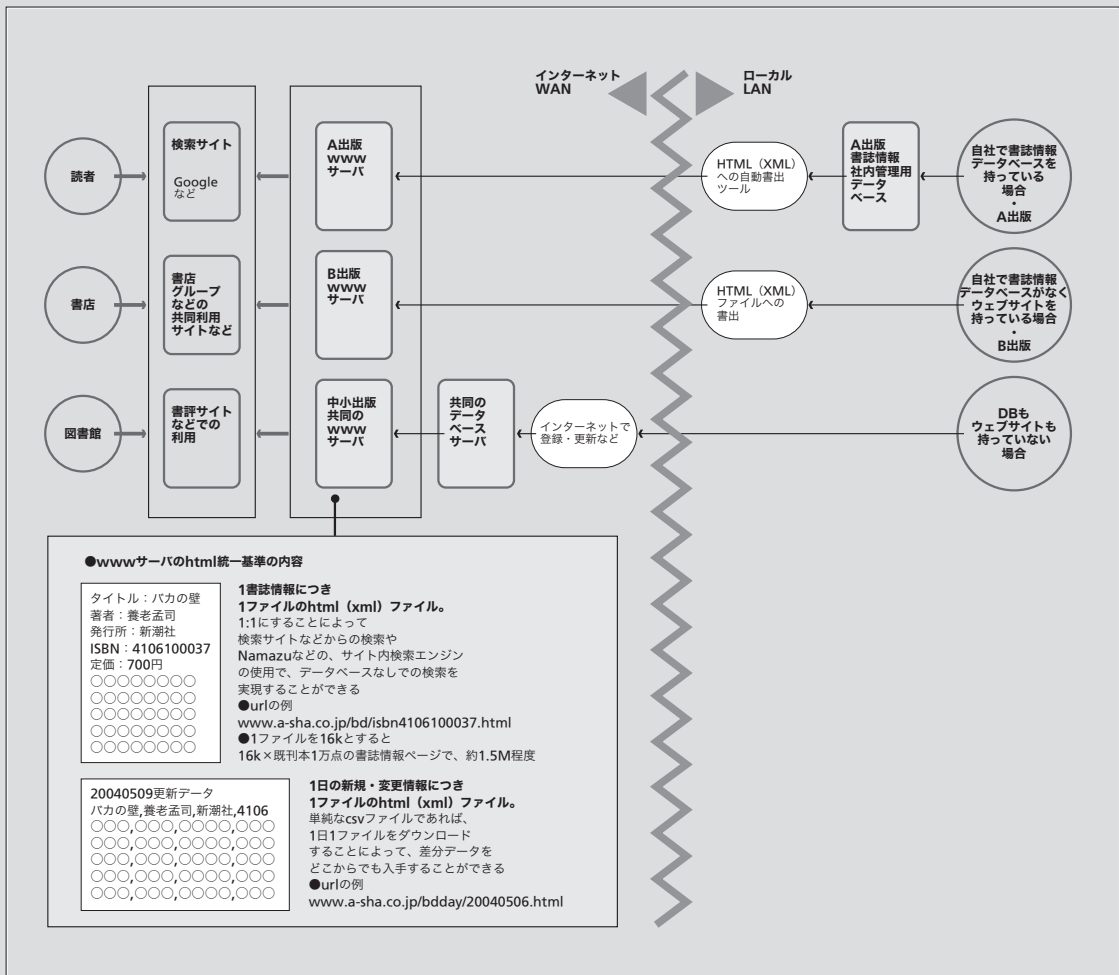 インターネット
WAN
ローカル
LAN
読者
検索サイト
Google
など
A出版
www
サーバ
HTML（XML）
への自動書出
ツール
A出版
書誌情報
社内管理用
データ
ベース
自社で書誌情報
データベースを
持っている
場合
・
A出版
書店
書店
グループ
などの
共同利用
サイトなど
B出版
www
サーバ
HTML（XML）
ファイルへの
書出
自社で書誌情報
データベースがなく
ウェブサイトを
持っている場合
・
B出版
図書館
書評サイト
などでの
利用
中小出版
共同の
www
サーバ
共同の
データ
ベース
サーバ
インターネットで
登録・更新など
DBも
ウェブサイトも
持っていない
場合
●wwwサーバのhtml統一基準の内容
タイトル：バカの壁
著者：養老孟司
発行所：新潮社
ISBN：4106100037
定価：700円
○○○○○○○○
○○○○○○○○
○○○○○○○○
○○○○○○○○
○○○○○○○○
1書誌情報につき
1ファイルのhtml（xml）ファイル。
1:1にすることによって
検索サイトなどからの検索や
Namazuなどの、サイト内検索エンジン
の使用で、データベースなしでの検索を
実現することができる
●urlの例
www.a-sha.co.jp/bd/isbn4106100037.html
●1ファイルを16kとすると
16k×既刊本1万点の書誌情報ページで、約1.5M程度
20040509更新データ
バカの壁,養老孟司,新潮社,4106
○○○,○○○,○○○○,○○○
○○○,○○○,○○○○,○○○
○○○,○○○,○○○○,○○○
○○○,○○○,○○○○,○○○
○○○,○○○,○○○○,○○○
1日の新規・変更情報につき
1ファイルのhtml（xml）ファイル。
単純なcsvファイルであれば、
1日1ファイルをダウンロード
することによって、差分データを
どこからでも入手することができる
●urlの例
www.a-sha.co.jp/bdday/20040506.html